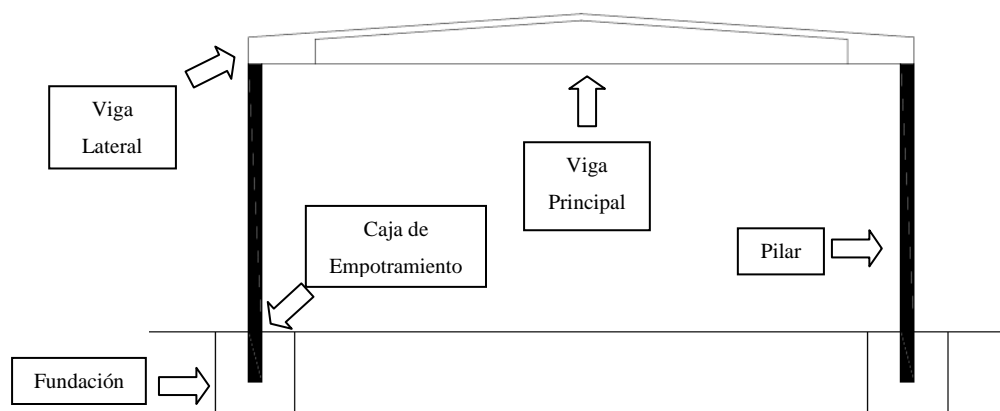 Viga
Lateral
Viga
Principal
Caja de
Empotramiento
Pilar
Fundación